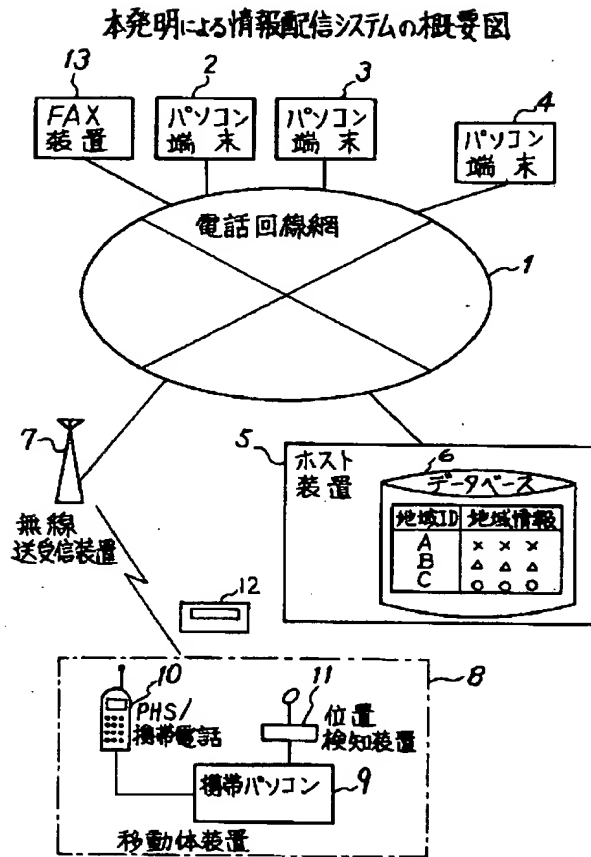 本発明による情報配信システムの概要図
13
2
3
4
FAX
装置
パソコン
端末
パソコン
端末
パソコン
端末
電話回線網
1
7
無線
送受信装置
5
ホスト
装置
6
データベース
地域ID 地域情報
A × × ×
B △ △ △
C ○ ○ ○
12
8
10
PHS/
携帯電話
11
位置
検知装置
携帯パソコン
9
移動体装置